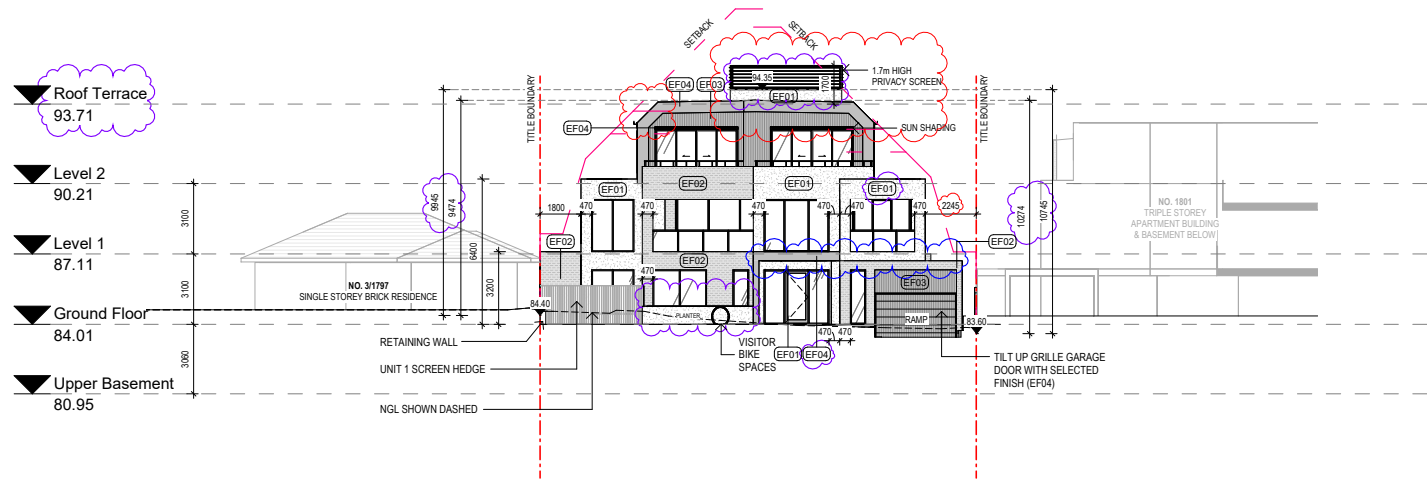 SETBACK
SETBACK
1.7m HIGH
PRIVACY SCREEN
94.35
1700
EF04
EF03
EF01
Roof Terrace
93.71
TITLE BOUNDARY
TITLE BOUNDARY
EF04
SUN SHADING
Level 2
90.21
EF01
EF02
EF01
EF01
9945
9474
6400
3200
10274
10745
NO. 1801
TRIPLE STOREY
APARTMENT BUILDING
& BASEMENT BELOW
3100
1800
470
470
470
470
470
470
2245
EF02
EF02
Level 1
87.11
EF02
470
EF03
NO. 3/1797
SINGLE STOREY BRICK RESIDENCE
3100
84.40
Ground Floor
84.01
PLANTER
RAMP
83.60
470
470
RETAINING WALL
VISITOR
BIKE
SPACES
EF01
EF04
TILT UP GRILLE GARAGE
DOOR WITH SELECTED
FINISH (EF04)
UNIT 1 SCREEN HEDGE
3060
Upper Basement
80.95
NGL SHOWN DASHED